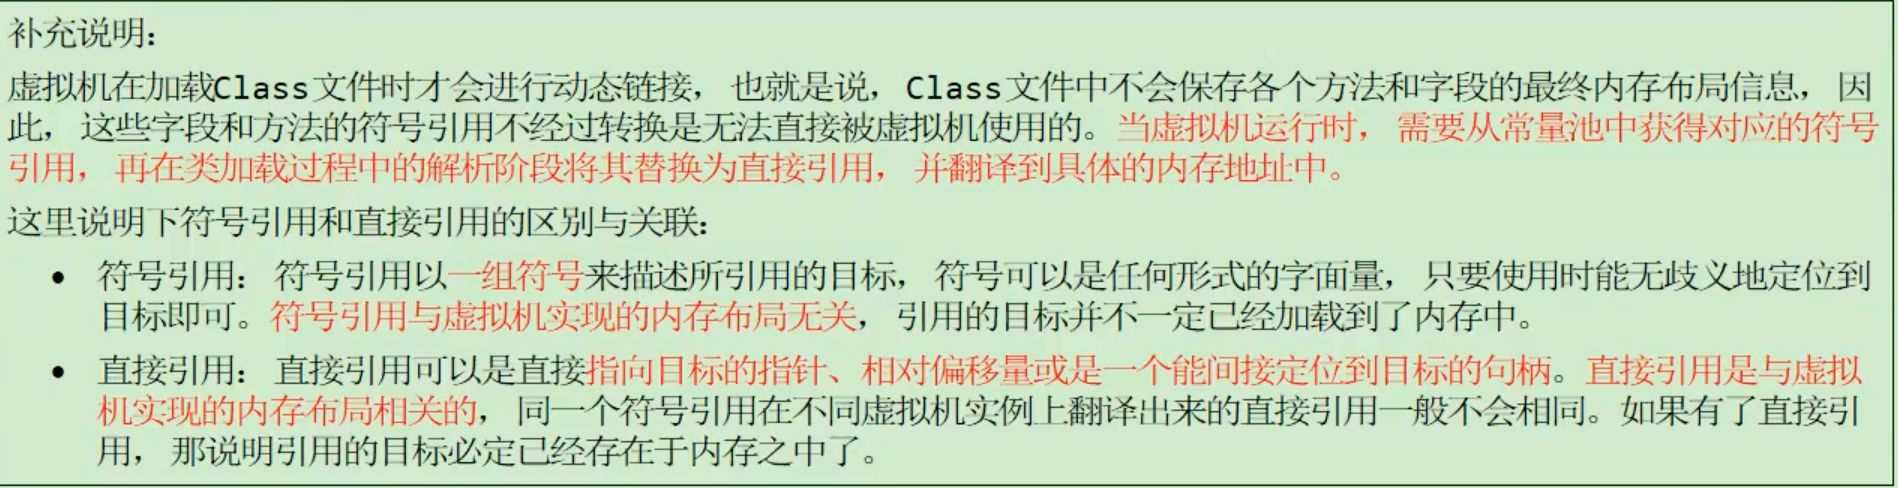 补充说明：
虚拟机在加载Class文件时才会进行动态链接，也就是说，Class文件中不会保存各个方法和字段的最终内存布局信息，因
此，这些字段和方法的符号引用不经过转换是无法直接被虚拟机使用的。当虚拟机运行时，需要从常量池中获得对应的符号
引用，再在类加载过程中的解析阶段将其替换为直接引用，并翻译到具体的内存地址中。
这里说明下符号引用和直接引用的区别与关联：
• 符号引用：符号引用以一组符号来描述所引用的目标，符号可以是任何形式的字面量，只要使用时能无歧义地定位到
目标即可。符号引用与虚拟机实现的内存布局无关，引用的目标并不一定已经加载到了内存中。
• 直接引用：直接引用可以是直接指向目标的指针、相对偏移量或是一个能间接定位到目标的句柄。直接引用是与虚拟
机实现的内存布局相关的，同一个符号引用在不同虚拟机实例上翻译出来的直接引用一般不会相同。如果有了直接引
用，那说明引用的目标必定已经存在于内存之中了。